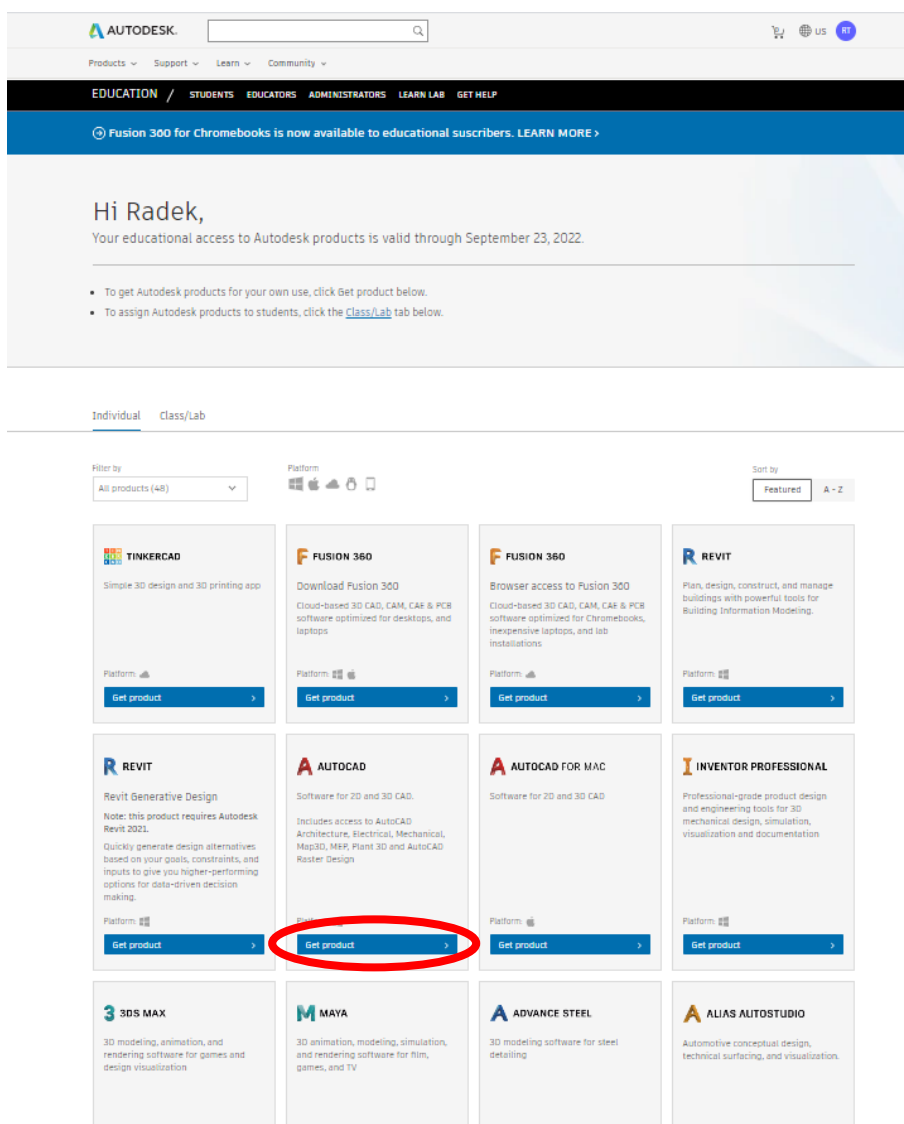 AUTODESK.
US RT
Products Support Learn Community
EDUCATION / STUDENTS EDUCATORS ADMINISTRATORS LEARN LAB GET HELP
Fusion 360 for Chromebooks is now available to educational suscribers. LEARN MORE >
Hi Radek,
Your educational access to Autodesk products is valid through September 23, 2022.
• To get Autodesk products for your own use, click Get product below.
• To assign Autodesk products to students, click the Class/Lab tab below.
Individual Class/Lab
Filter by Platform Sort by
All products (48) Featured A - Z
TINKERCAD
Simple 3D design and 3D printing app
Platform
Get product >
FUSION 360
Download Fusion 360
Cloud-based 3D CAD, CAM, CAE & PCB
software optimized for desktops, and
laptops
Platform
Get product >
FUSION 360
Browser access to Fusion 360
Cloud-based 3D CAD, CAM, CAE & PCB
software optimized for Chromebooks,
inexpensive laptops, and lab
installations
Platform
Get product >
REVIT
Plan, design, construct, and manage
buildings with powerful tools for
Building Information Modeling.
Platform
Get product >
REVIT
Revit Generative Design
Note: this product requires Autodesk
Revit 2021.
Quickly generate design alternatives
based on your goals, constraints, and
inputs to give you higher-performing
options for data-driven decision
making.
Platform
Get product >
AUTOCAD
Software for 2D and 3D CAD.
Includes access to AutoCAD
Architecture, Electrical, Mechanical,
Map3D, MEP, Plant 3D and AutoCAD
Raster Design
Get product >
AUTOCAD FOR MAC
Software for 2D and 3D CAD
Platform
Get product >
INVENTOR PROFESSIONAL
Professional-grade product design
and engineering tools for 3D
mechanical design, simulation,
visualization and documentation
Platform
Get product >
3DS MAX
3D modeling, animation, and
rendering software for games and
design visualization
MAYA
3D animation, modeling, simulation,
and rendering software for film,
games, and TV
ADVANCE STEEL
3D modeling software for steel
detailing
ALIAS AUTOSTUDIO
Automotive conceptual design,
technical surfacing, and visualization.